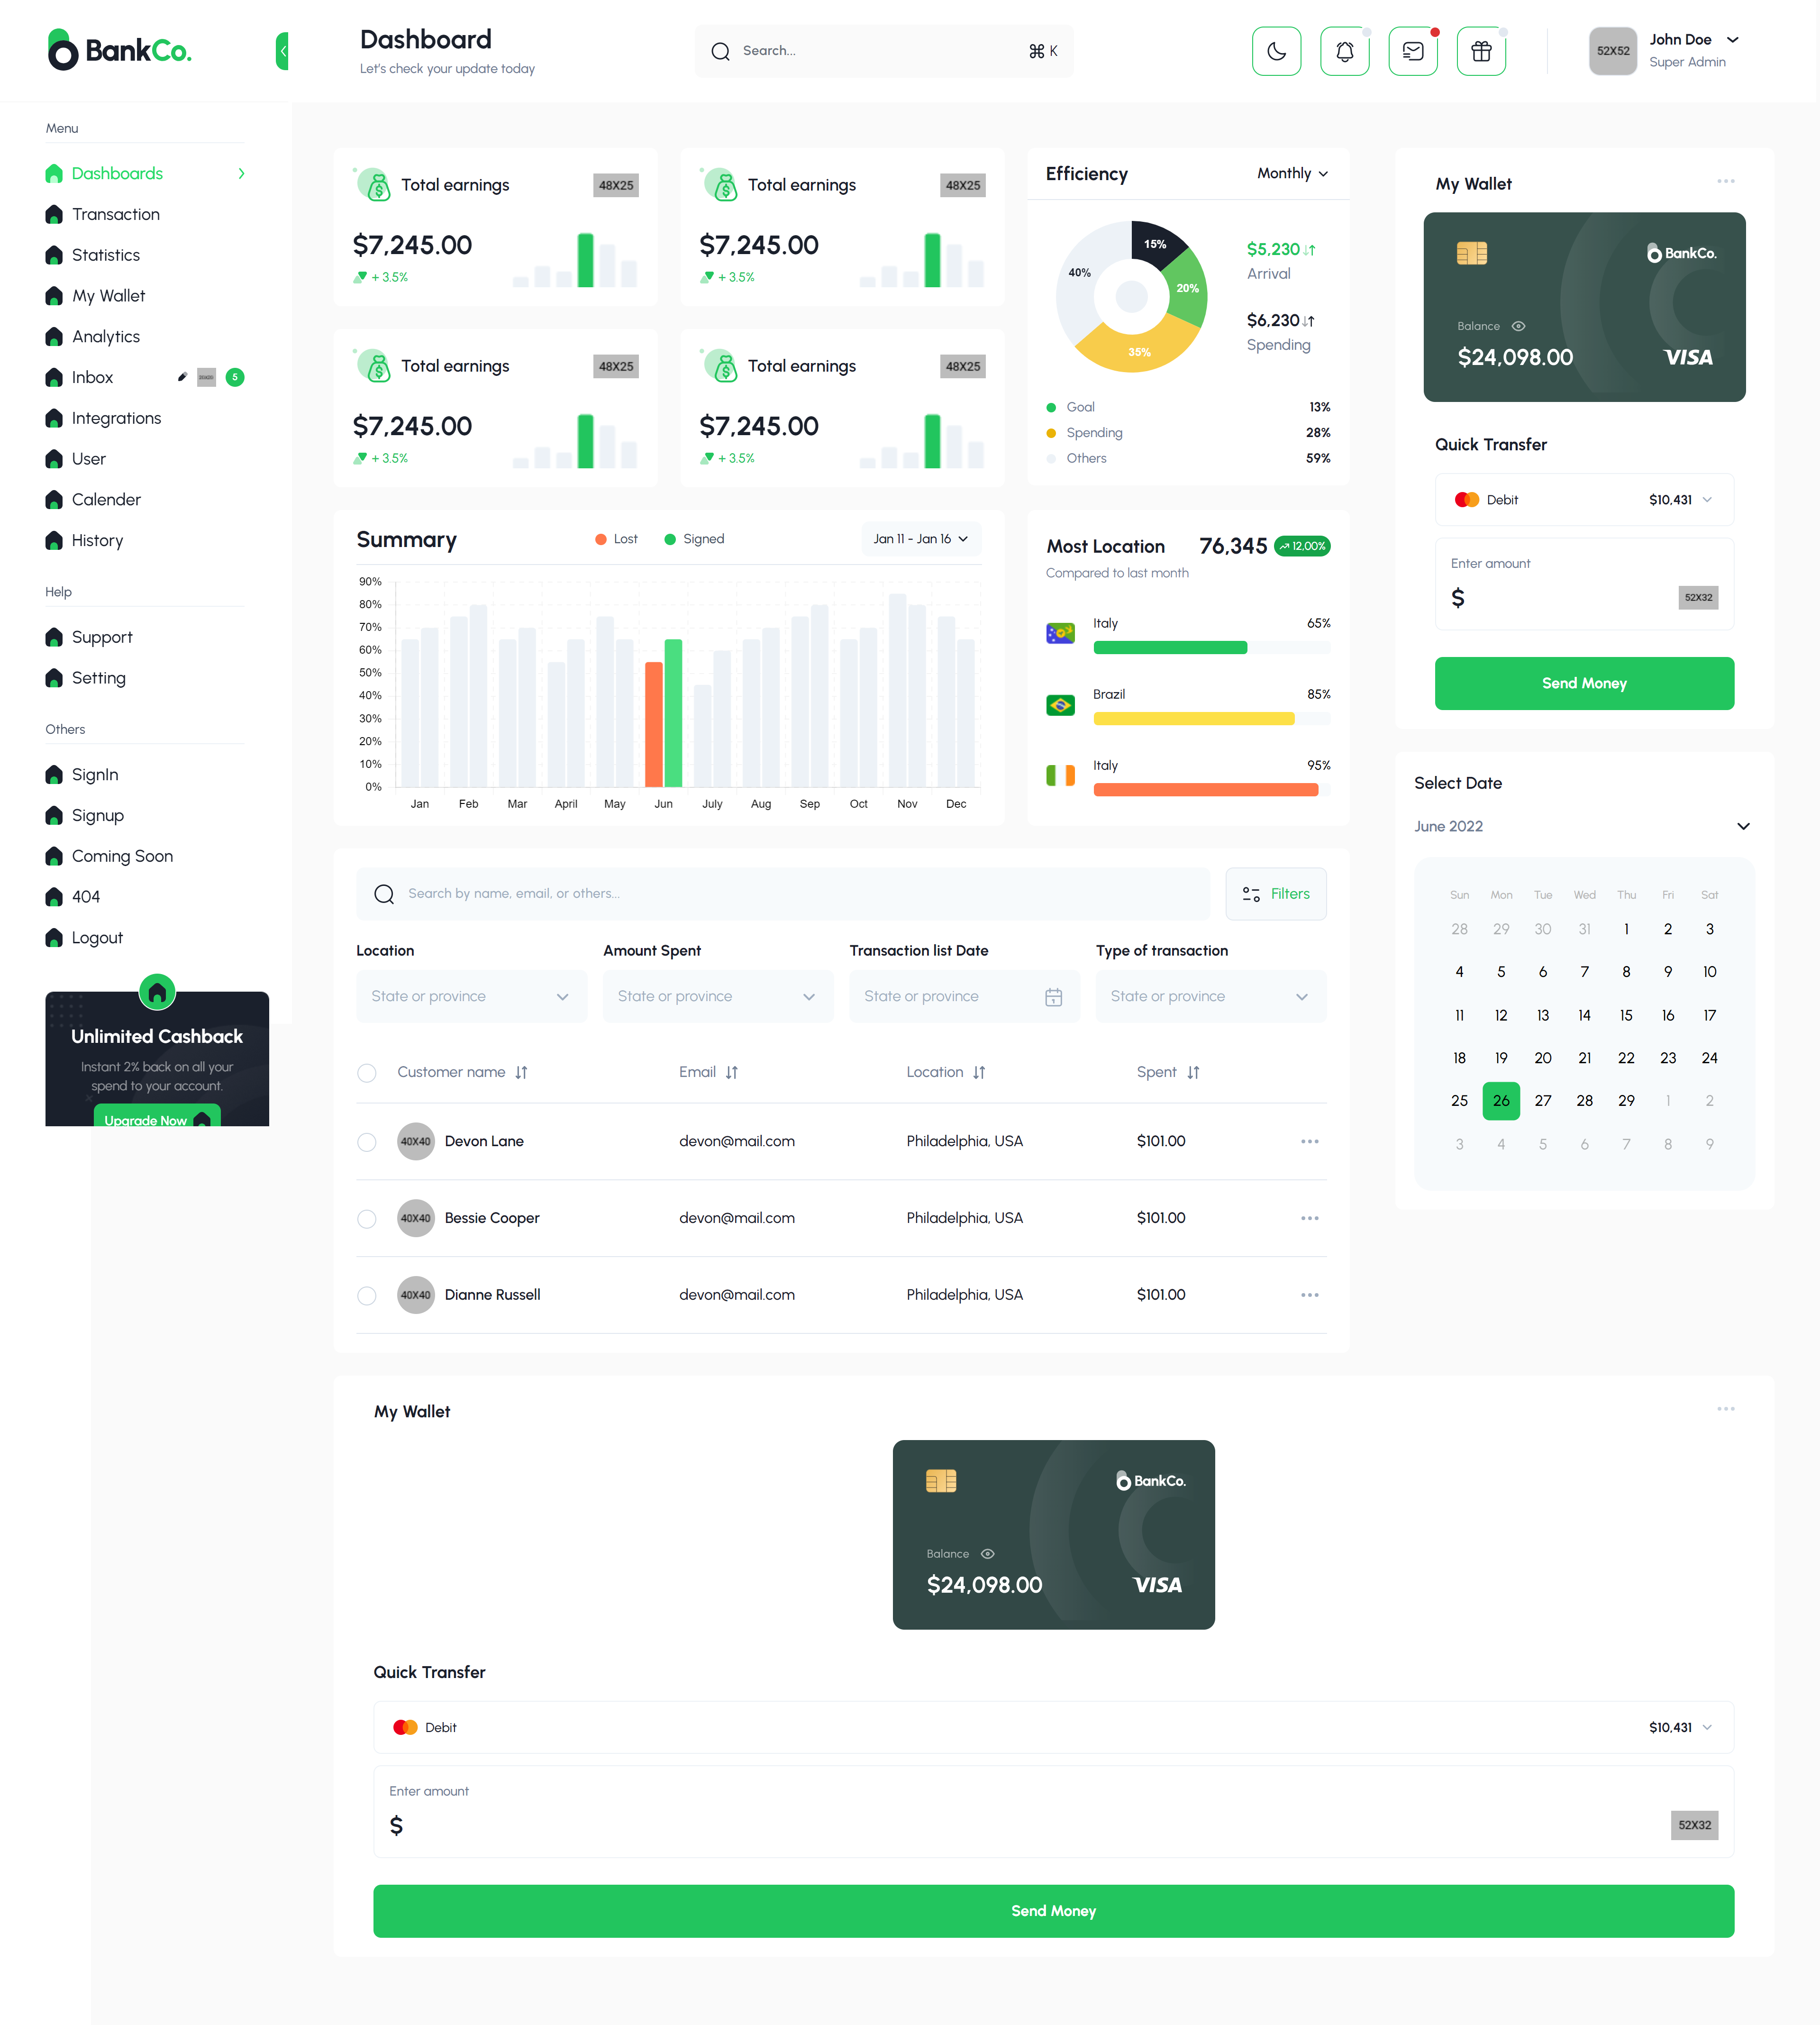 BankCo.
Dashboard
Let's check your update today
Search...
⌘ K
52X52
John Doe
Super Admin
Menu
Dashboards
Transaction
Statistics
My Wallet
Analytics
Inbox
5
Integrations
User
Calender
History
Help
Support
Setting
Others
SignIn
Signup
Coming Soon
404
Logout
Unlimited Cashback
Instant 2% back on all your
spend to your account.
Upgrade Now
Total earnings
48X25
$7,245.00
+ 3.5%
Total earnings
48X25
$7,245.00
+ 3.5%
Total earnings
48X25
$7,245.00
+ 3.5%
Total earnings
48X25
$7,245.00
+ 3.5%
Efficiency
Monthly
15%
20%
35%
40%
$5,230
Arrival
$6,230
Spending
Goal 13%
Spending 28%
Others 59%
Summary
Lost
Signed
Jan 11 - Jan 16
90%
80%
70%
60%
50%
40%
30%
20%
10%
0%
Jan Feb Mar April May Jun July Aug Sep Oct Nov Dec
Most Location
76,345
12,00%
Compared to last month
Italy 65%
Brazil 85%
Italy 95%
Search by name, email, or others...
Filters
Location
Amount Spent
Transaction list Date
Type of transaction
State or province
State or province
State or province
1
State or province
Customer name Email Location Spent
40X40 Devon Lane devon@mail.com Philadelphia, USA $101.00
40X40 Bessie Cooper devon@mail.com Philadelphia, USA $101.00
40X40 Dianne Russell devon@mail.com Philadelphia, USA $101.00
My Wallet
BankCo.
Balance
$24,098.00
VISA
Quick Transfer
Debit
$10,431
Enter amount
$
52X32
Send Money
Select Date
June 2022
Sun Mon Tue Wed Thu Fri Sat
28 29 30 31 1 2 3
4 5 6 7 8 9 10
11 12 13 14 15 16 17
18 19 20 21 22 23 24
25 26 27 28 29 1 2
3 4 5 6 7 8 9
My Wallet
BankCo.
Balance
$24,098.00
VISA
Quick Transfer
Debit
$10,431
Enter amount
$
52X32
Send Money